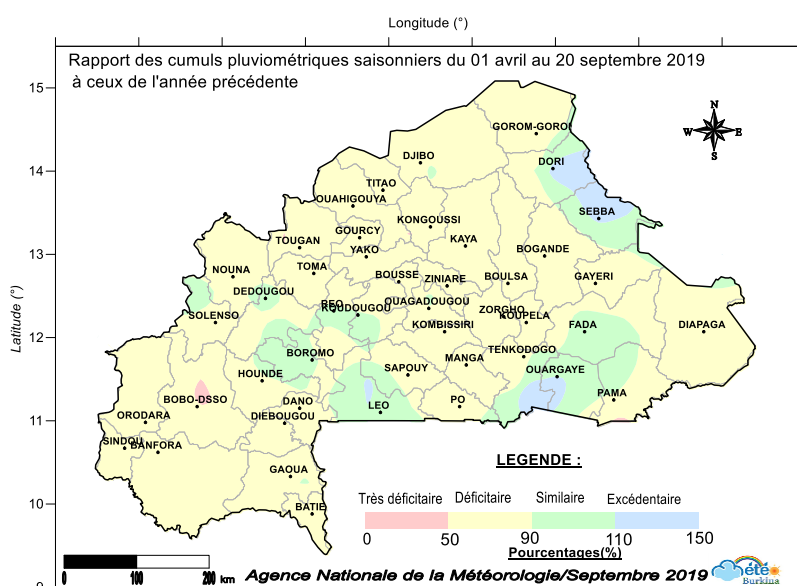 Longitude (°)
Rapport des cumuls pluviométriques saisonniers du 01 avril au 20 septembre 2019
à ceux de l'année précédente
15
14
13
12
11
10
9
Latitude (°)
N
W E
S
GOROM-GOROM
DJIBO
DORI
TITAO
OUAHIGOUYA
SEBBA
KONGOUSSI
GOURCY
TOUGAN
KAYA
YAKO
BOGANDE
NOUNA
TOMA
BOUSSE
ZINIARE
BOULSA
GAYERI
DEDOUGOU
REO
KOUDOUGOU
OUAGADOUGOU
SOLENSO
ZORGHO
KOUPELA
KOMBISSIRI
FADA
DIAPAGA
BOROMO
TENKODOGO
MANGA
HOUNDE
SAPOUY
OUARGAYE
BOBO-DSSO
DANO
LEO
PO
PAMA
ORODARA
DIEBOUGOU
SINDOU
BANFORA
GAOUA
BATIE
LEGENDE :
Très déficitaire Déficitaire Similaire Excédentaire
0 50 90 110 150
Pourcentages(%)
0 100 200 km
Agence Nationale de la Météorologie/Septembre 2019
été
Burkina